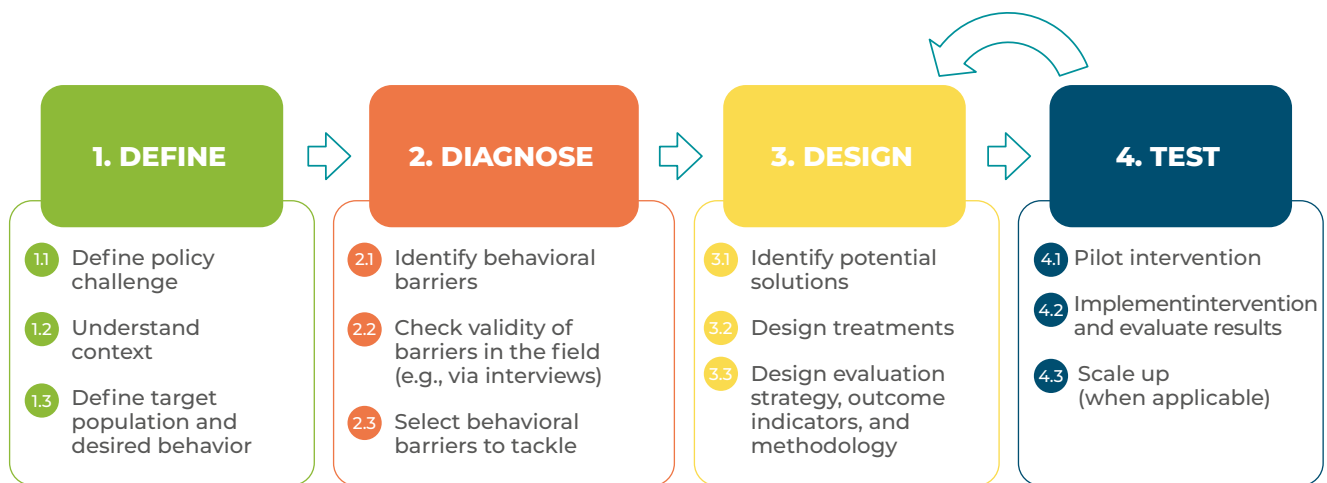 1. DEFINE
1.1 Define policy
challenge
1.2 Understand
context
1.3 Define target
population and
desired behavior
2. DIAGNOSE
2.1 Identify behavioral
barriers
2.2 Check validity of
barriers in the field
(e.g., via interviews)
2.3 Select behavioral
barriers to tackle
3. DESIGN
3.1 Identify potential
solutions
3.2 Design treatments
3.3 Design evaluation
strategy, outcome
indicators, and
methodology
4. TEST
4.1 Pilot intervention
4.2 Implementintervention
and evaluate results
4.3 Scale up
(when applicable)